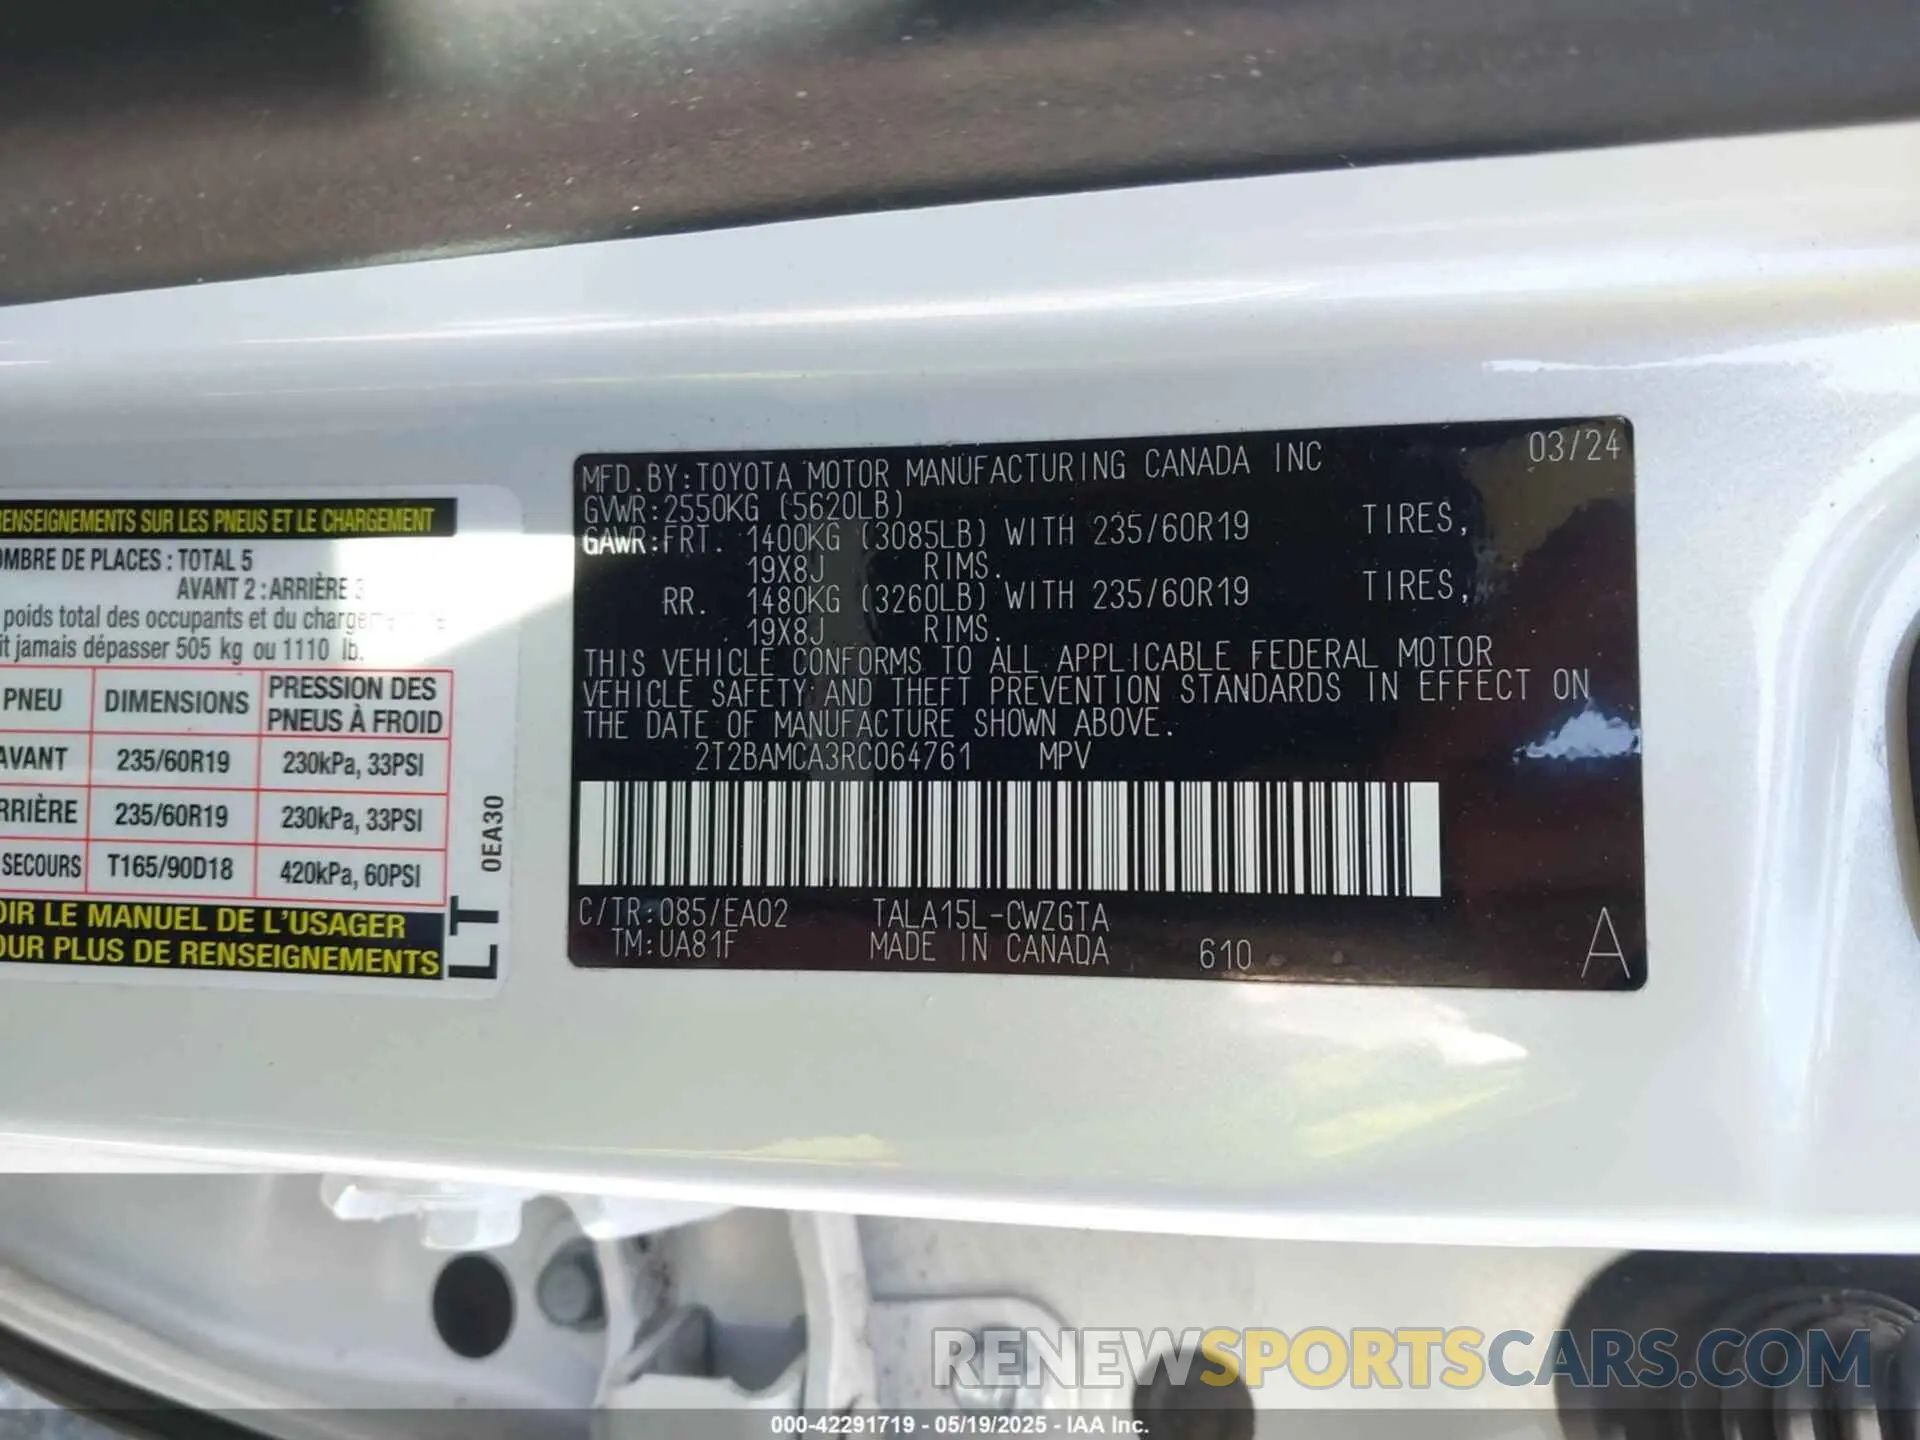 RENSEIGNEMENTS SUR LES PNEUS ET LE CHARGEMENT
OMBRE DE PLACES : TOTAL 5
AVANT 2 : ARRIÈRE 3
poids total des occupants et du
it jamais dépasser 505 kg ou 1110 lb.
PNEU DIMENSIONS PRESSION DES PNEUS À FROID
AVANT 235/60R19 230kPa, 33PSI
RRIÈRE 235/60R19 230kPa, 33PSI
SECOURS T165/90D18 420kPa, 60PSI
OIR LE MANUEL DE L'USAGER
OUR PLUS DE RENSEIGNEMENTS
0EA30
LT
MFD.BY:TOYOTA MOTOR MANUFACTURING CANADA INC 03/24
GVWR:2550KG (5620LB)
GAWR:FRT. 1400KG (3085LB) WITH 235/60R19 TIRES,
19X8J RIMS.
RR. 1480KG (3260LB) WITH 235/60R19 TIRES,
19X8J RIMS.
THIS VEHICLE CONFORMS TO ALL APPLICABLE FEDERAL MOTOR
VEHICLE SAFETY AND THEFT PREVENTION STANDARDS IN EFFECT ON
THE DATE OF MANUFACTURE SHOWN ABOVE.
2T2BAMCA3RC064761 MPV
C/TR:085/EA02 TALA15L-CWZGTA
TM:UA81F MADE IN CANADA 610 A
RENEWSPORTSCARS.COM
000-42291719 - 05/19/2025 - IAA Inc.